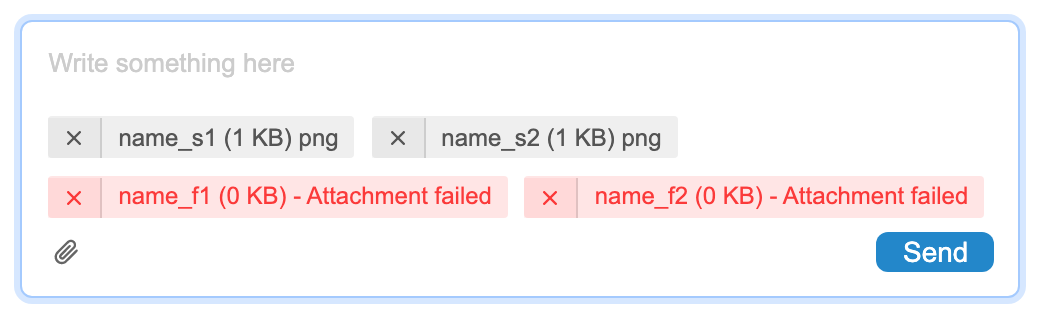 Write something here
× name_s1 (1 KB) png × name_s2 (1 KB) png
× name_f1 (0 KB) - Attachment failed × name_f2 (0 KB) - Attachment failed
Send